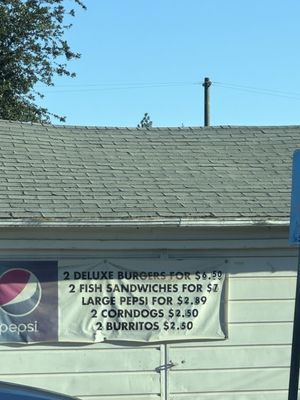 2 DELUXE BURGERS FOR $6.50
2 FISH SANDWICHES FOR $7
LARGE PEPSI FOR $2.89
2 CORNDOGS $2.50
2 BURRITOS $2.50
pepsi